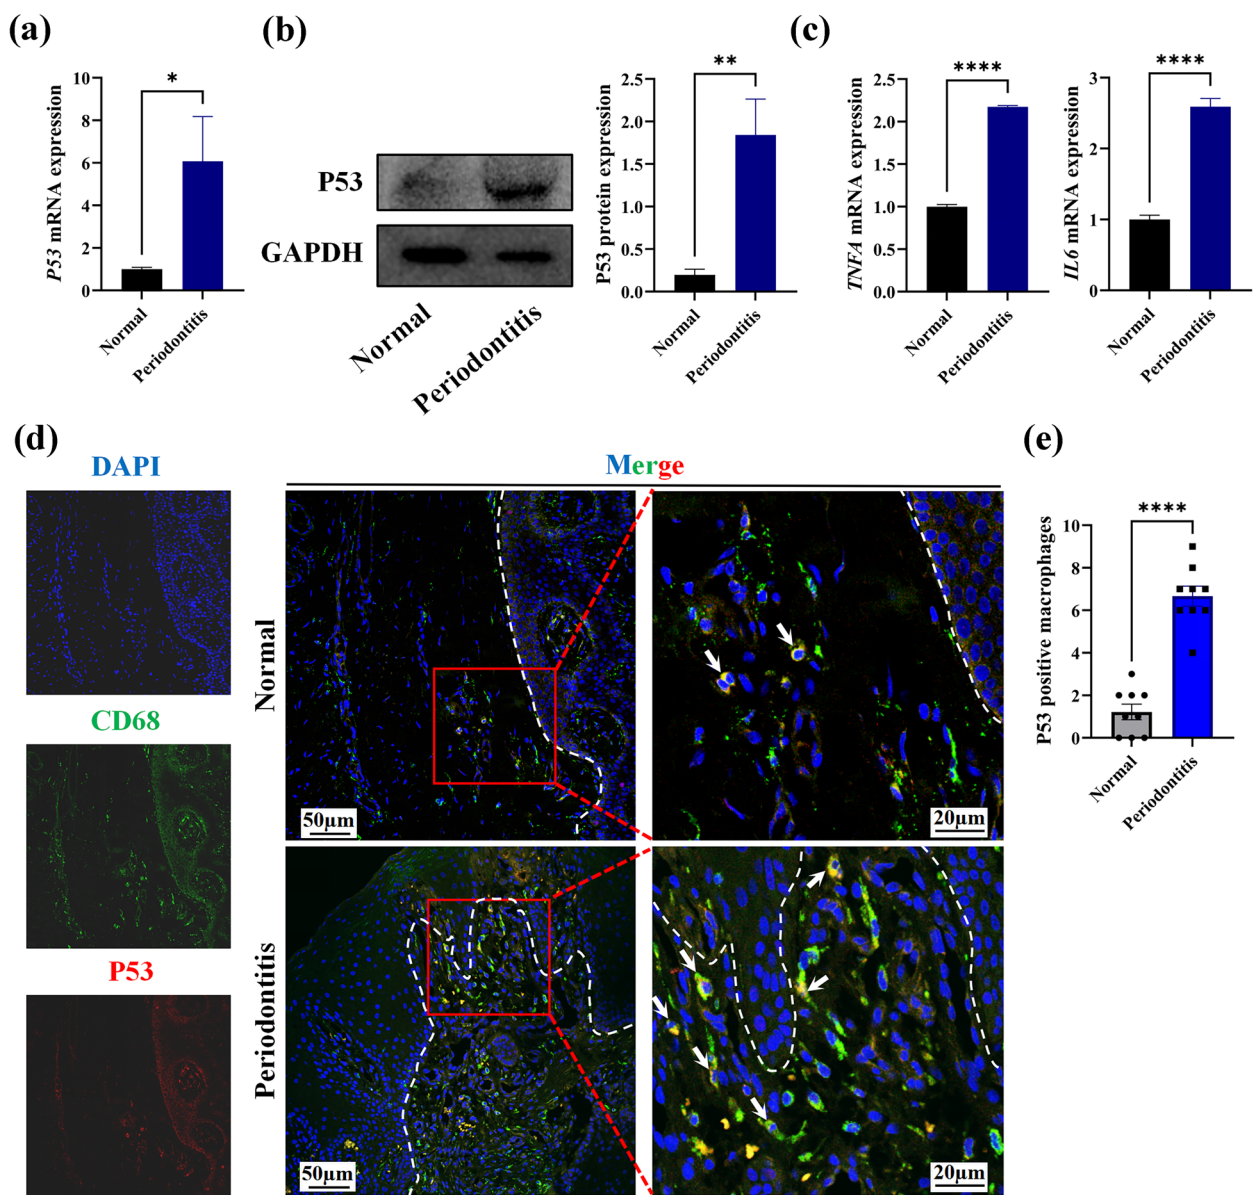 (a)
P53 mRNA expression
10
8
6
4
2
0
*
Normal
Periodontitis
(b)
P53
GAPDH
Normal
Periodontitis
P53 protein expression
2.5
2.0
1.5
1.0
0.5
0.0
**
Normal
Periodontitis
(c)
TNFA mRNA expression
2.5
2.0
1.5
1.0
0.5
0.0
****
Normal
Periodontitis
IL6 mRNA expression
3
2
1
0
****
Normal
Periodontitis
(d)
DAPI
CD68
P53
Merge
Normal
50μm
20μm
Periodontitis
50μm
20μm
(e)
P53 positive macrophages
10
8
6
4
2
0
****
Normal
Periodontitis